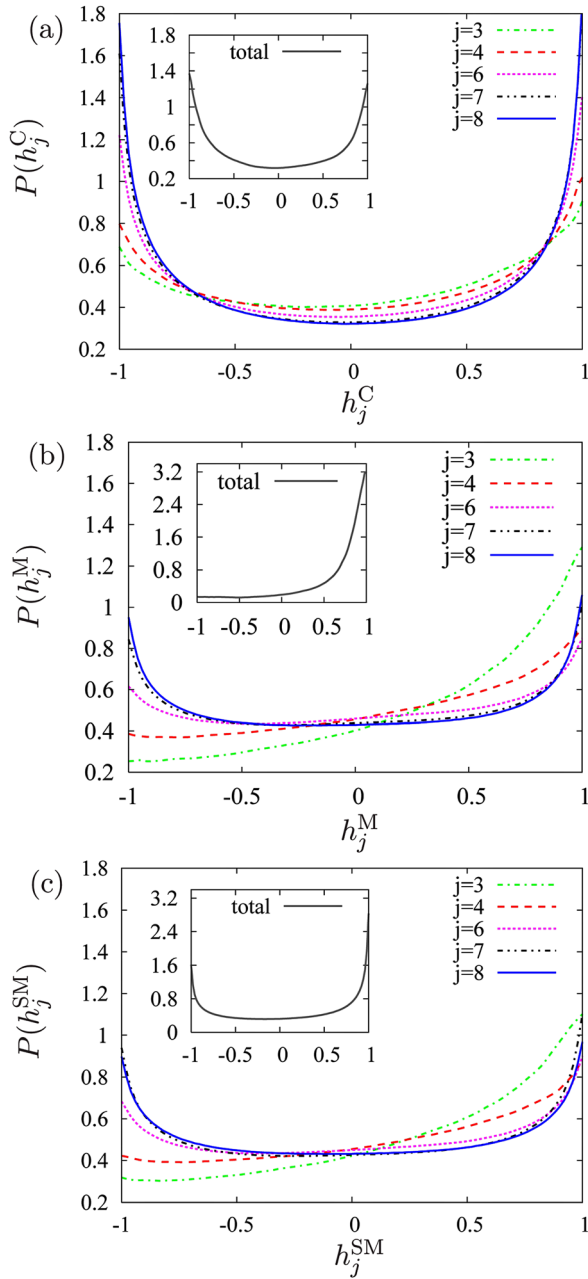 (a)
P(h_j^C)
1.8
1.6
1.4
1.2
1
0.8
0.6
0.4
0.2
-1
-0.5
0
0.5
1
h_j^C
j=3
j=4
j=6
j=7
j=8
total
1.8
1.4
1
0.6
0.2
-1
-0.5
0
0.5
1
(b)
P(h_j^M)
1.8
1.6
1.4
1.2
1
0.8
0.6
0.4
0.2
-1
-0.5
0
0.5
1
h_j^M
j=3
j=4
j=6
j=7
j=8
total
3.2
2.4
1.6
0.8
0
-1
-0.5
0
0.5
1
(c)
P(h_j^SM)
1.8
1.6
1.4
1.2
1
0.8
0.6
0.4
0.2
-1
-0.5
0
0.5
1
h_j^SM
j=3
j=4
j=6
j=7
j=8
total
3.2
2.4
1.6
0.8
0
-1
-0.5
0
0.5
1